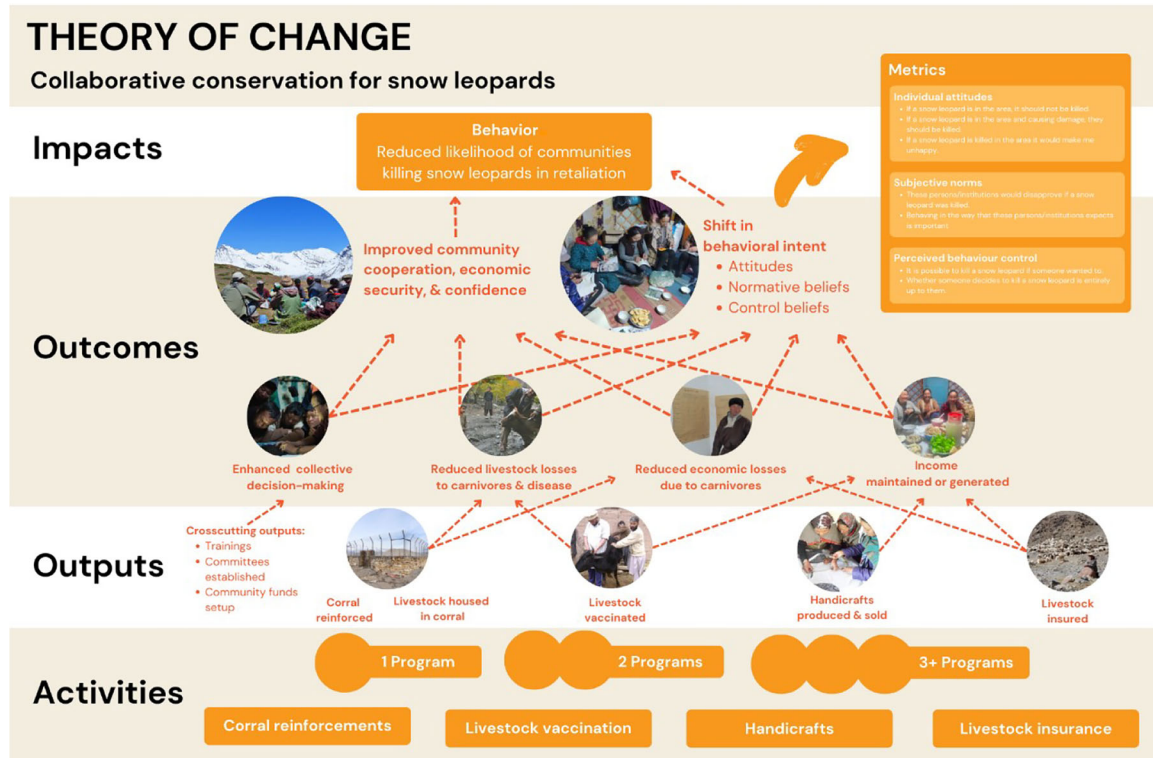 THEORY OF CHANGE
Collaborative conservation for snow leopards
Metrics
Individual attitudes
• If a snow leopard is in the area, it should not be killed.
• If a snow leopard is in the area and causing damage, they
should be killed
• If a snow leopard is killed in the area it would make me
unhappy.
Subjective norms
• These persons/institutions would disapprove if a snow
leopard was killed.
• Behaving in the way that these persons/institutions expects
is important
Perceived behaviour control
• It is possible to kill a snow leopard if someone wanted to.
• Whether someone decides to kill a snow leopard is entirely
up to them.
Impacts
Behavior
Reduced likelihood of communities
killing snow leopards in retaliation
Outcomes
Improved community
cooperation, economic
security, & confidence
Shift in
behavioral intent
• Attitudes
• Normative beliefs
• Control beliefs
Enhanced collective
decision-making
Reduced livestock losses
to carnivores & disease
Reduced economic losses
due to carnivores
Income
maintained or generated
Outputs
Crosscutting outputs:
• Trainings
• Committees
established
• Community funds
setup
Corral
reinforced
Livestock housed
in corral
Livestock
vaccinated
Handicrafts
produced & sold
Livestock
insured
Activities
1 Program
2 Programs
3+ Programs
Corral reinforcements
Livestock vaccination
Handicrafts
Livestock insurance